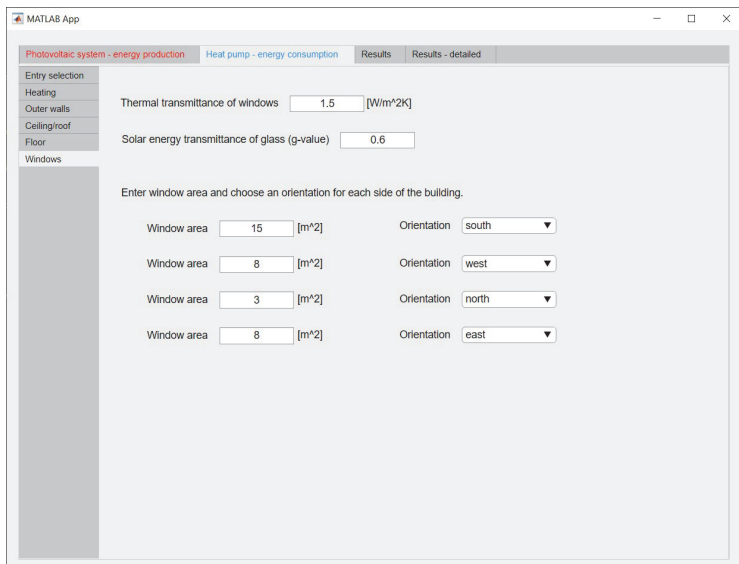 MATLAB App
Photovoltaic system - energy production Heat pump - energy consumption Results Results - detailed
Entry selection
Heating
Outer walls
Ceiling/roof
Floor
Windows
Thermal transmittance of windows 1.5 [W/m^2K]
Solar energy transmittance of glass (g-value) 0.6
Enter window area and choose an orientation for each side of the building.
Window area 15 [m^2] Orientation south
Window area 8 [m^2] Orientation west
Window area 3 [m^2] Orientation north
Window area 8 [m^2] Orientation east